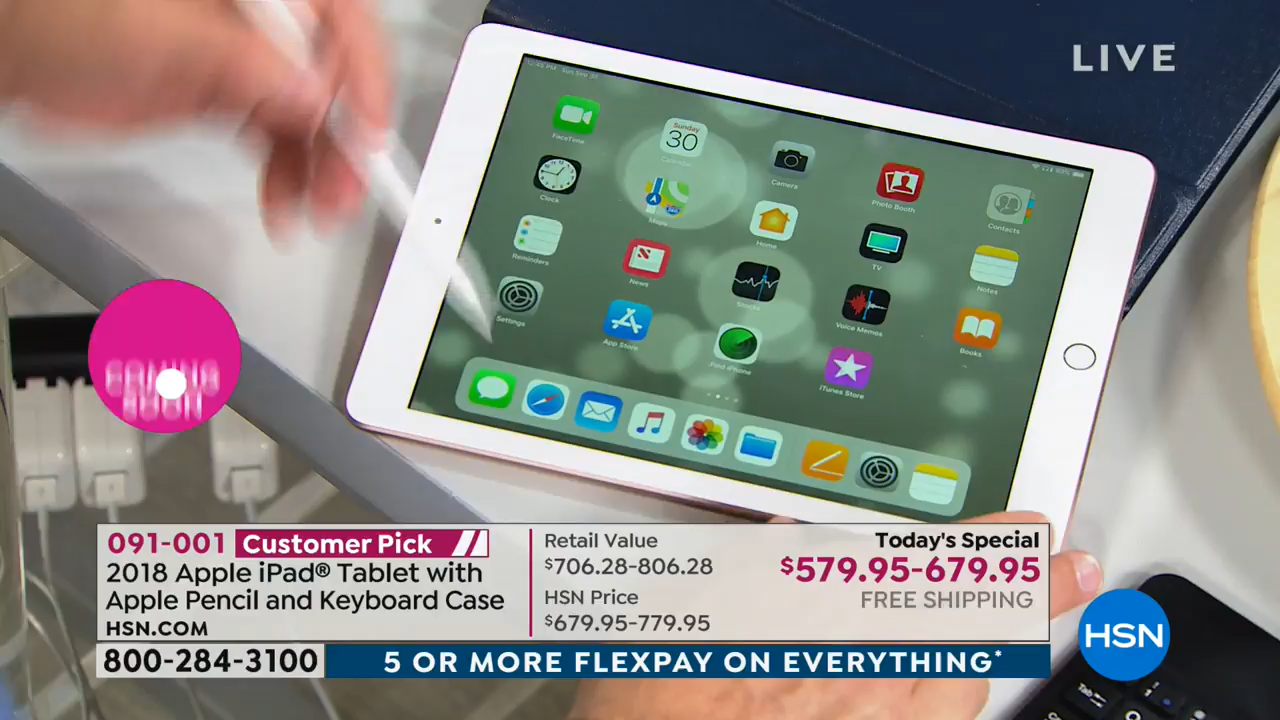 LIVE
FaceTime
Sunday
30
Calendar
Camera
Photo Booth
Contacts
Clock
Maps
Home
TV
Notes
Reminders
News
Stocks
Voice Memos
Books
Settings
App Store
Find iPhone
iTunes Store
COMING
SOON
091-001 Customer Pick
2018 Apple iPad® Tablet with
Apple Pencil and Keyboard Case
HSN.COM
Retail Value
$706.28-806.28
HSN Price
$679.95-779.95
Today's Special
$579.95-679.95
FREE SHIPPING
HSN
800-284-3100
5 OR MORE FLEXPAY ON EVERYTHING*
Tab